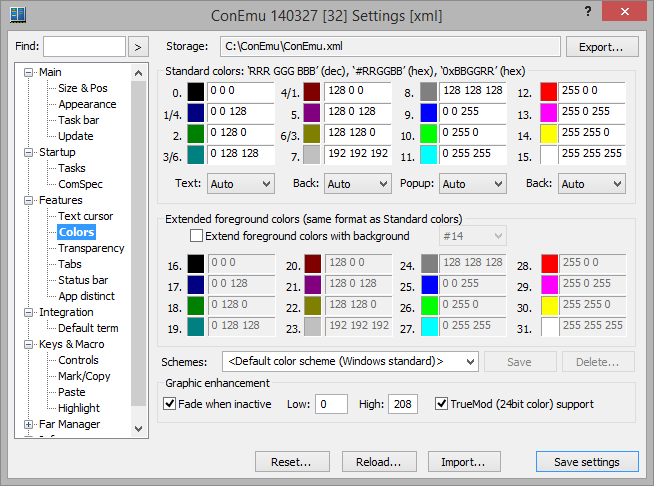 ConEmu 140327 [32] Settings [xml]
?
Find:
>
Storage: C:\ConEmu\ConEmu.xml Export...
Main
Size & Pos
Appearance
Task bar
Update
Startup
Tasks
ComSpec
Features
Text cursor
Colors
Transparency
Tabs
Status bar
App distinct
Integration
Default term
Keys & Macro
Controls
Mark/Copy
Paste
Highlight
Far Manager
Standard colors: 'RRR GGG BBB' (dec), '#RRGGBB' (hex), '0xBBGGRR' (hex)
0. 0 0 0 4/1. 128 0 0 8. 128 128 128 12. 255 0 0
1/4. 0 0 128 5. 128 0 128 9. 0 0 255 13. 255 0 255
2. 0 128 0 6/3. 128 128 0 10. 0 255 0 14. 255 255 0
3/6. 0 128 128 7. 192 192 192 11. 0 255 255 15. 255 255 255
Text: Auto Back: Auto Popup: Auto Back: Auto
Extended foreground colors (same format as Standard colors)
Extend foreground colors with background #14
16. 0 0 0 20. 128 0 0 24. 128 128 128 28. 255 0 0
17. 0 0 128 21. 128 0 128 25. 0 0 255 29. 255 0 255
18. 0 128 0 22. 128 128 0 26. 0 255 0 30. 255 255 0
19. 0 128 128 23. 192 192 192 27. 0 255 255 31. 255 255 255
Schemes: <Default color scheme (Windows standard)> Save Delete...
Graphic enhancement
Fade when inactive Low: 0 High: 208 TrueMod (24bit color) support
Reset... Reload... Import... Save settings